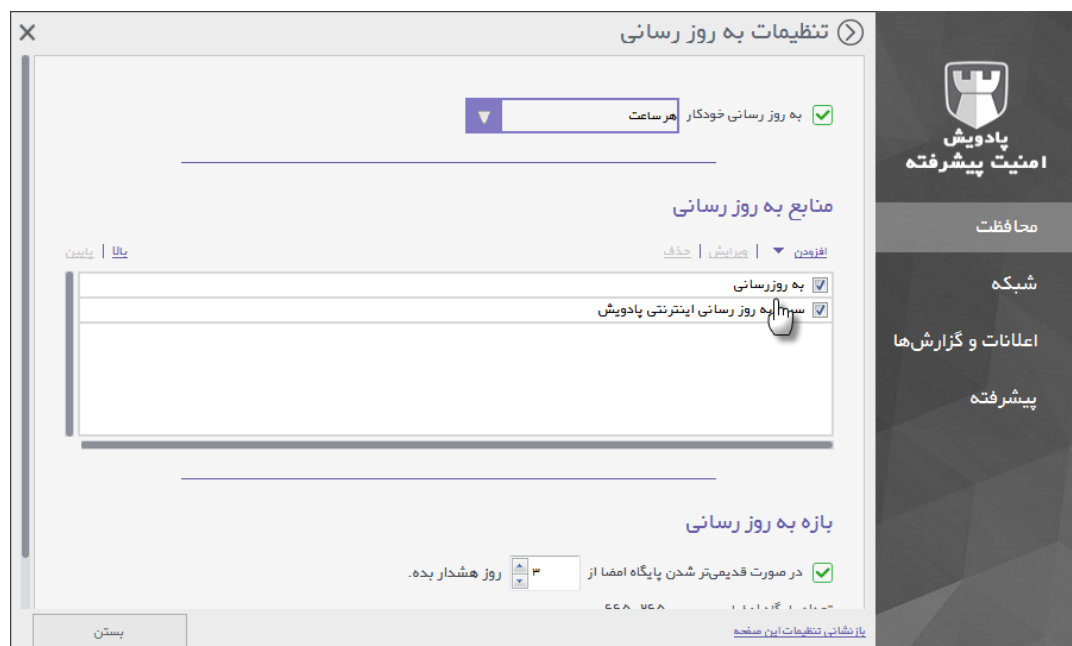 تنظیمات به روز رسانی
پادویش
امنیت پیشرفته
محافظت
شبکه
اعلانات و گزارش‌ها
پیشرفته
به روز رسانی خودکار هر ساعت
منابع به روز رسانی
افزودن | ویرایش | حذف
بالا | پایین
به روزرسانی
به روز رسانی اینترنتی پادویش
بازه به روز رسانی
در صورت قدیمی‌تر شدن پایگاه امضا از ۳ روز هشدار بده.
بازنشانی تنظیمات این صفحه
بستن